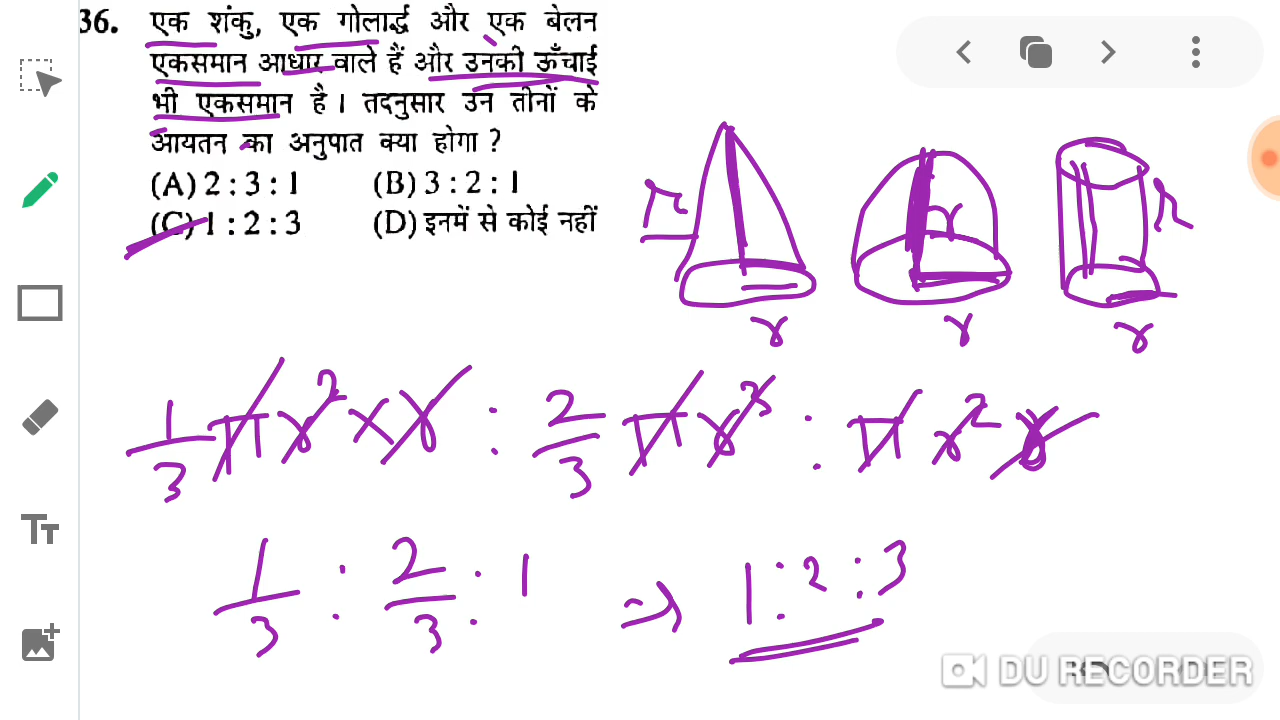 36. एक शंकु, एक गोलार्द्ध और एक बेलन
एकसमान आधार वाले हैं और उनकी ऊँचाई
भी एकसमान है। तदनुसार उन तीनों के
आयतन का अनुपात क्या होगा ?
(A) 2 : 3 : 1 (B) 3 : 2 : 1
(C) 1 : 2 : 3 (D) इनमें से कोई नहीं
r r r
1/3 πr² × r : 2/3 πr³ : πr² r
1/3 : 2/3 : 1 ⇒ 1 : 2 : 3
Tт
DU RECORDER